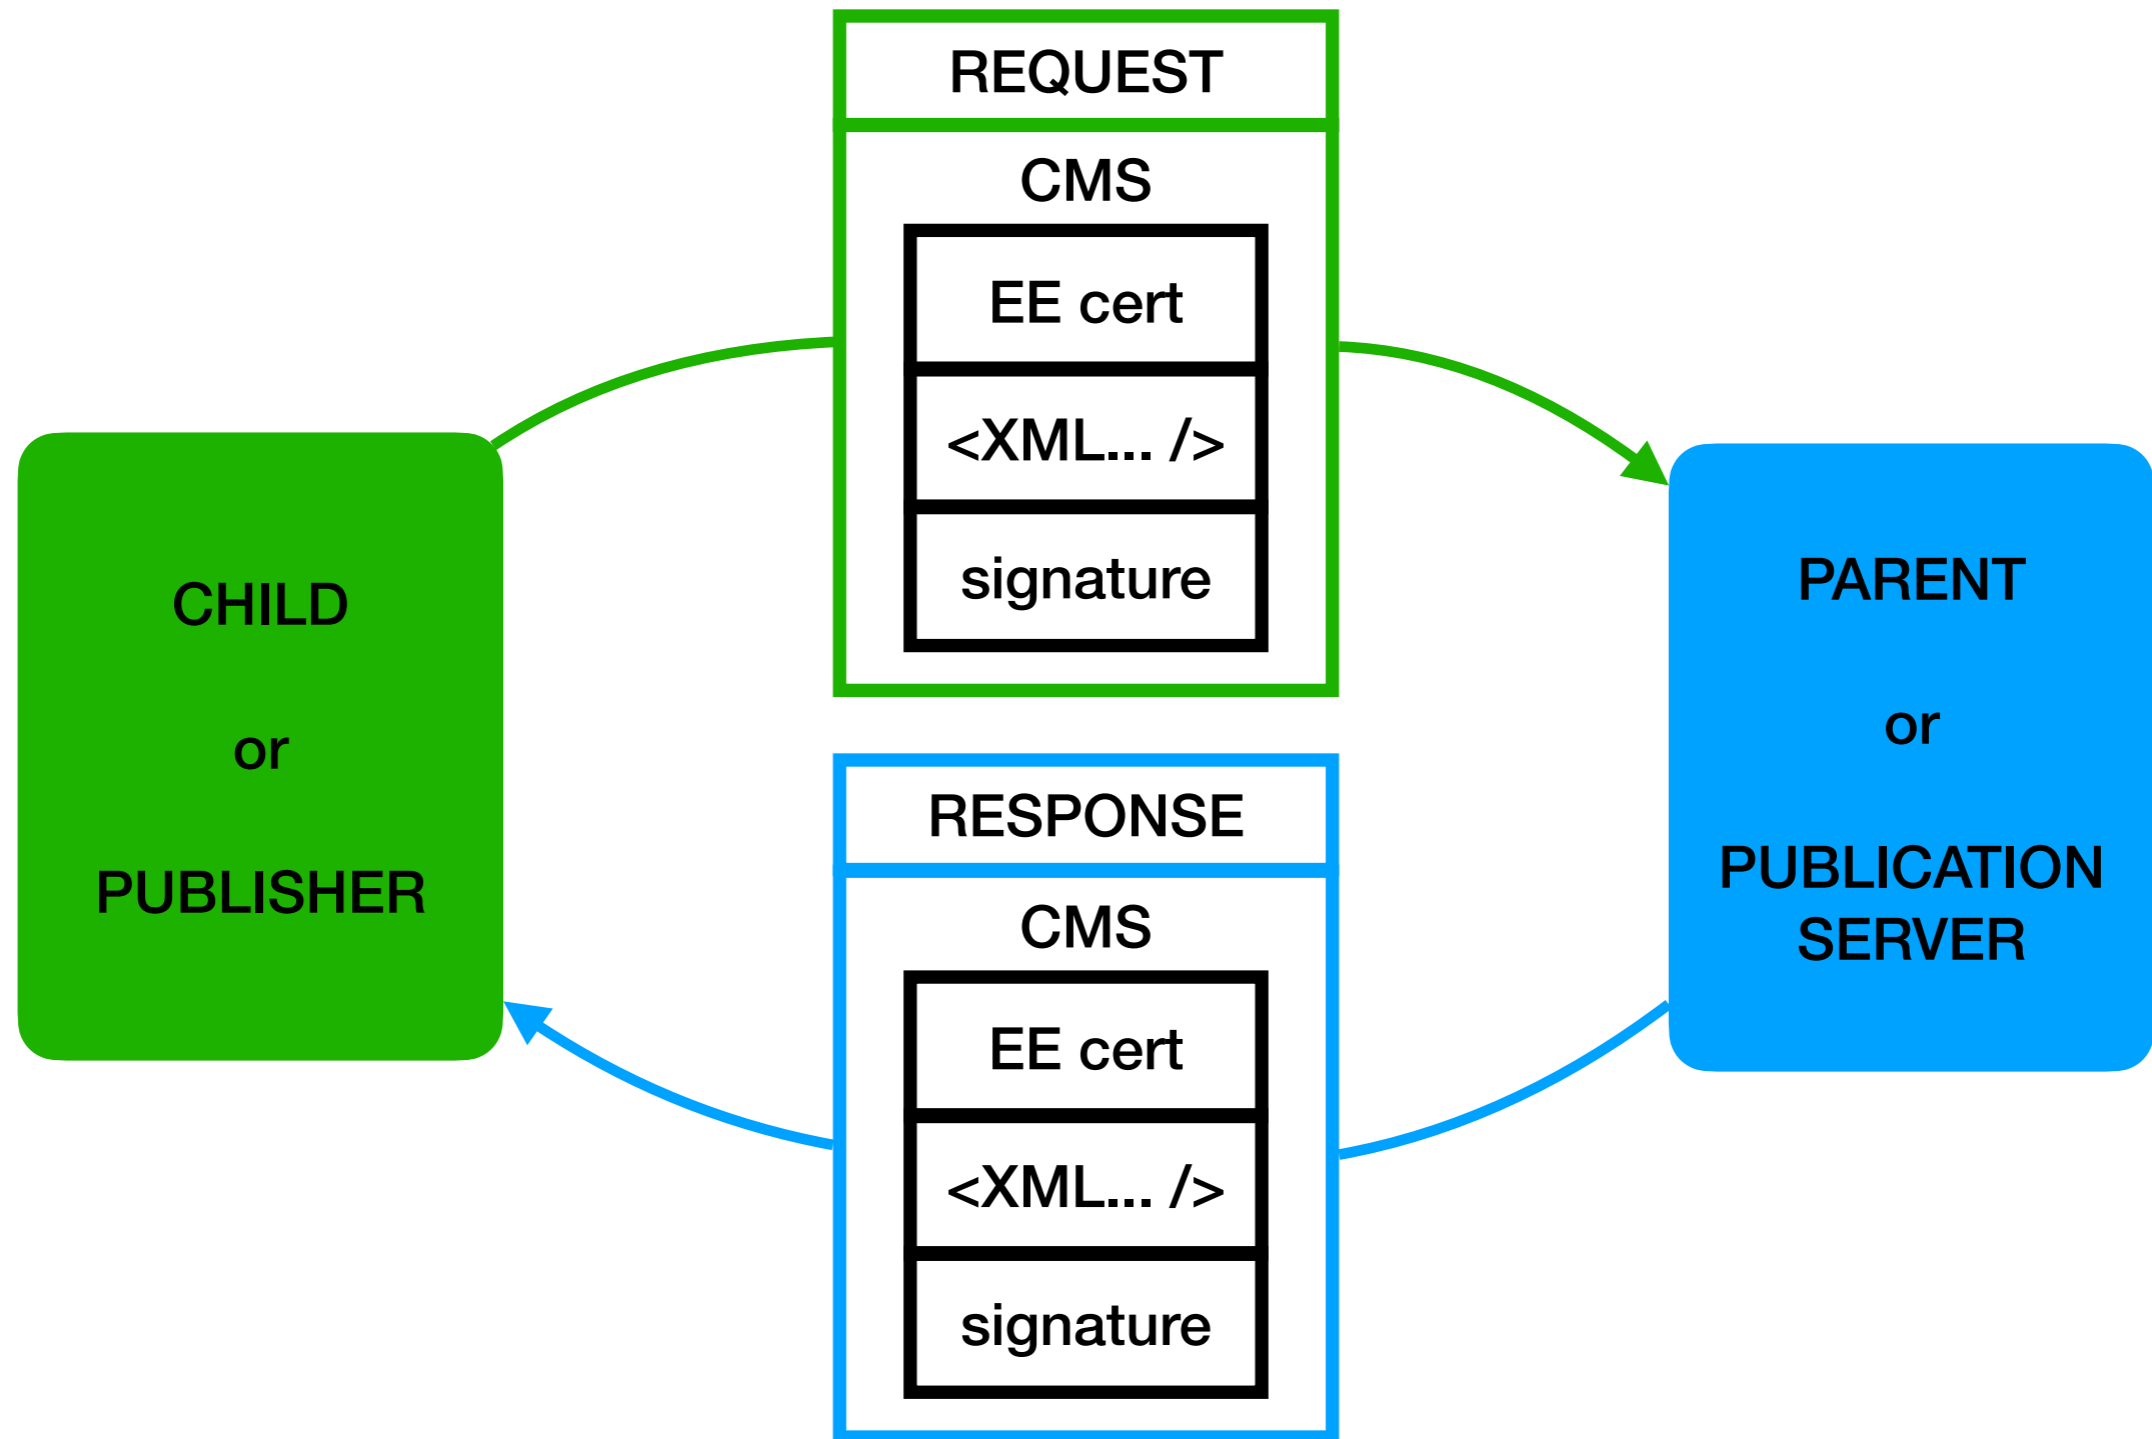 REQUEST
CMS
EE cert
<XML... />
signature
CHILD
or
PUBLISHER
PARENT
or
PUBLICATION
SERVER
RESPONSE
CMS
EE cert
<XML... />
signature